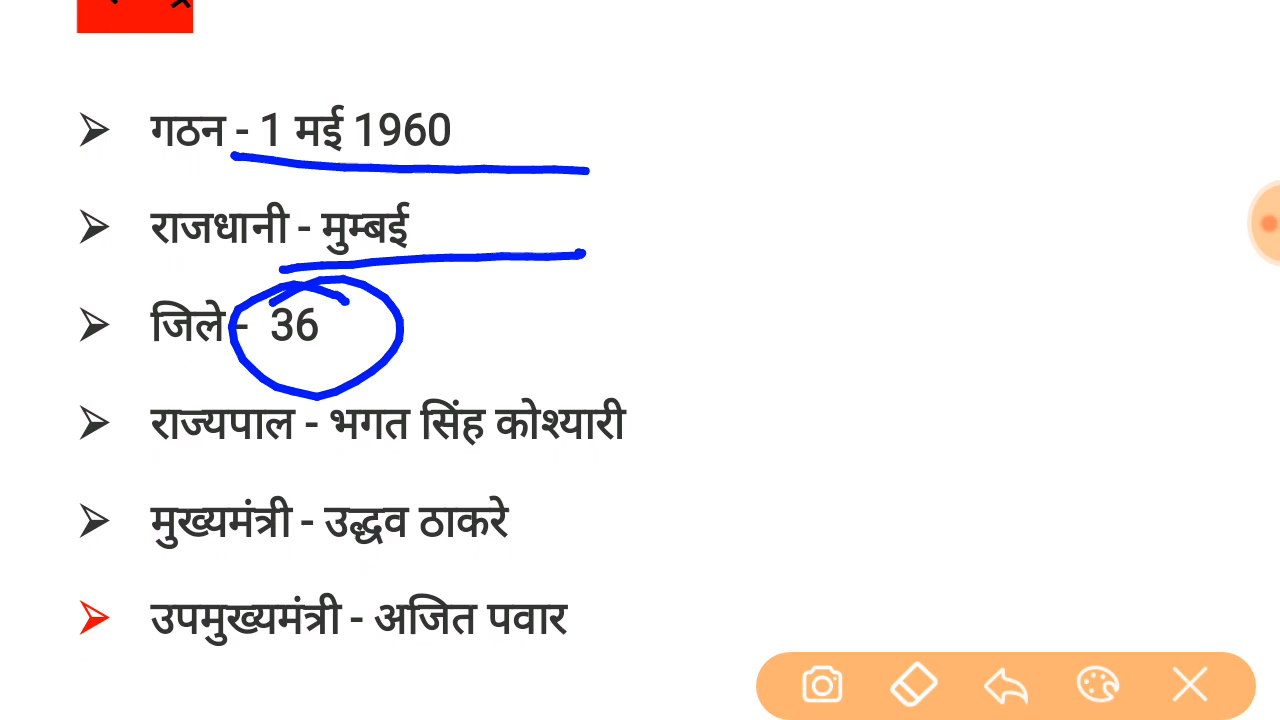 गठन - 1 मई 1960
राजधानी - मुम्बई
जिले - 36
राज्यपाल - भगत सिंह कोश्यारी
मुख्यमंत्री - उद्धव ठाकरे
उपमुख्यमंत्री - अजित पवार